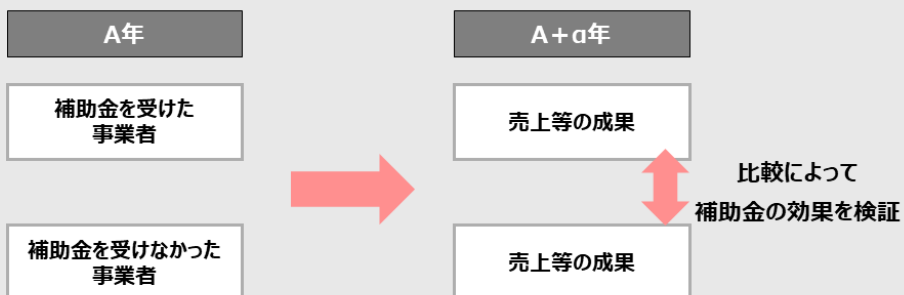 A年
A+α年
補助金を受けた
事業者
売上等の成果
比較によって
補助金の効果を検証
補助金を受けなかった
事業者
売上等の成果